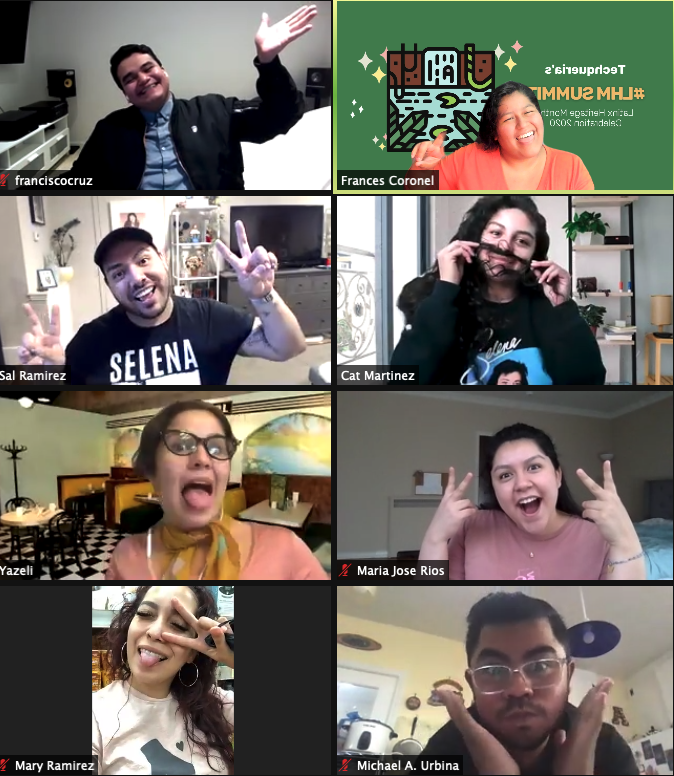 Techqueria's
#LHM SUMMIT
Latinx Heritage Month
Celebration 2020
franciscocruz
Frances Coronel
SELENA
Sal Ramirez
Selena
Cat Martinez
Yazeli
Maria Jose Rios
Mary Ramirez
Michael A. Urbina